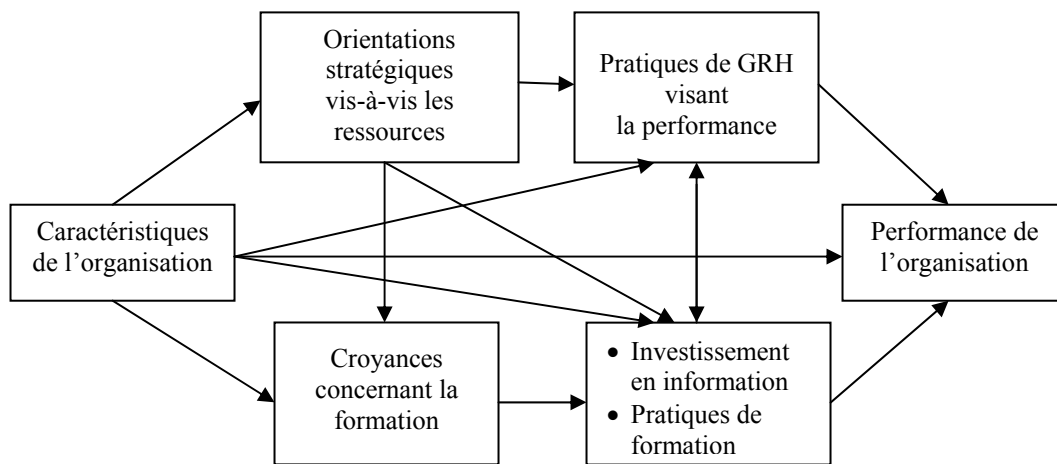 Orientations
stratégiques
vis-à-vis les
ressources
Pratiques de GRH
visant
la performance
Caractéristiques
de l’organisation
Performance de
l’organisation
Croyances
concernant la
formation
• Investissement
en information
• Pratiques de
formation